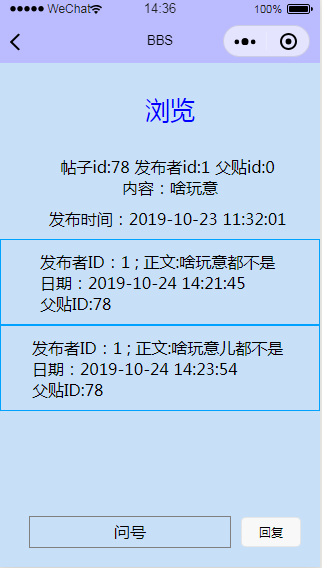 WeChat 14:36 100%
BBS
浏览
帖子id:78 发布者id:1 父贴id:0
内容：啥玩意
发布时间：2019-10-23 11:32:01
发布者ID：1 ; 正文:啥玩意都不是
日期：2019-10-24 14:21:45
父贴ID:78
发布者ID：1 ; 正文:啥玩意儿都不是
日期：2019-10-24 14:23:54
父贴ID:78
问号 回复